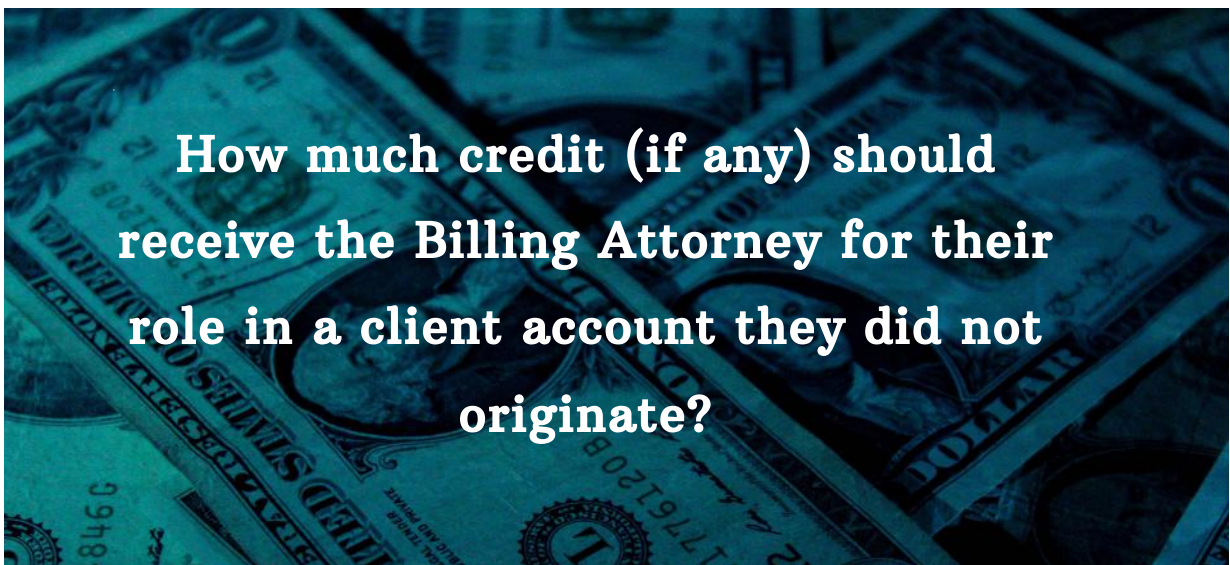 How much credit (if any) should
receive the Billing Attorney for their
role in a client account they did not
originate?